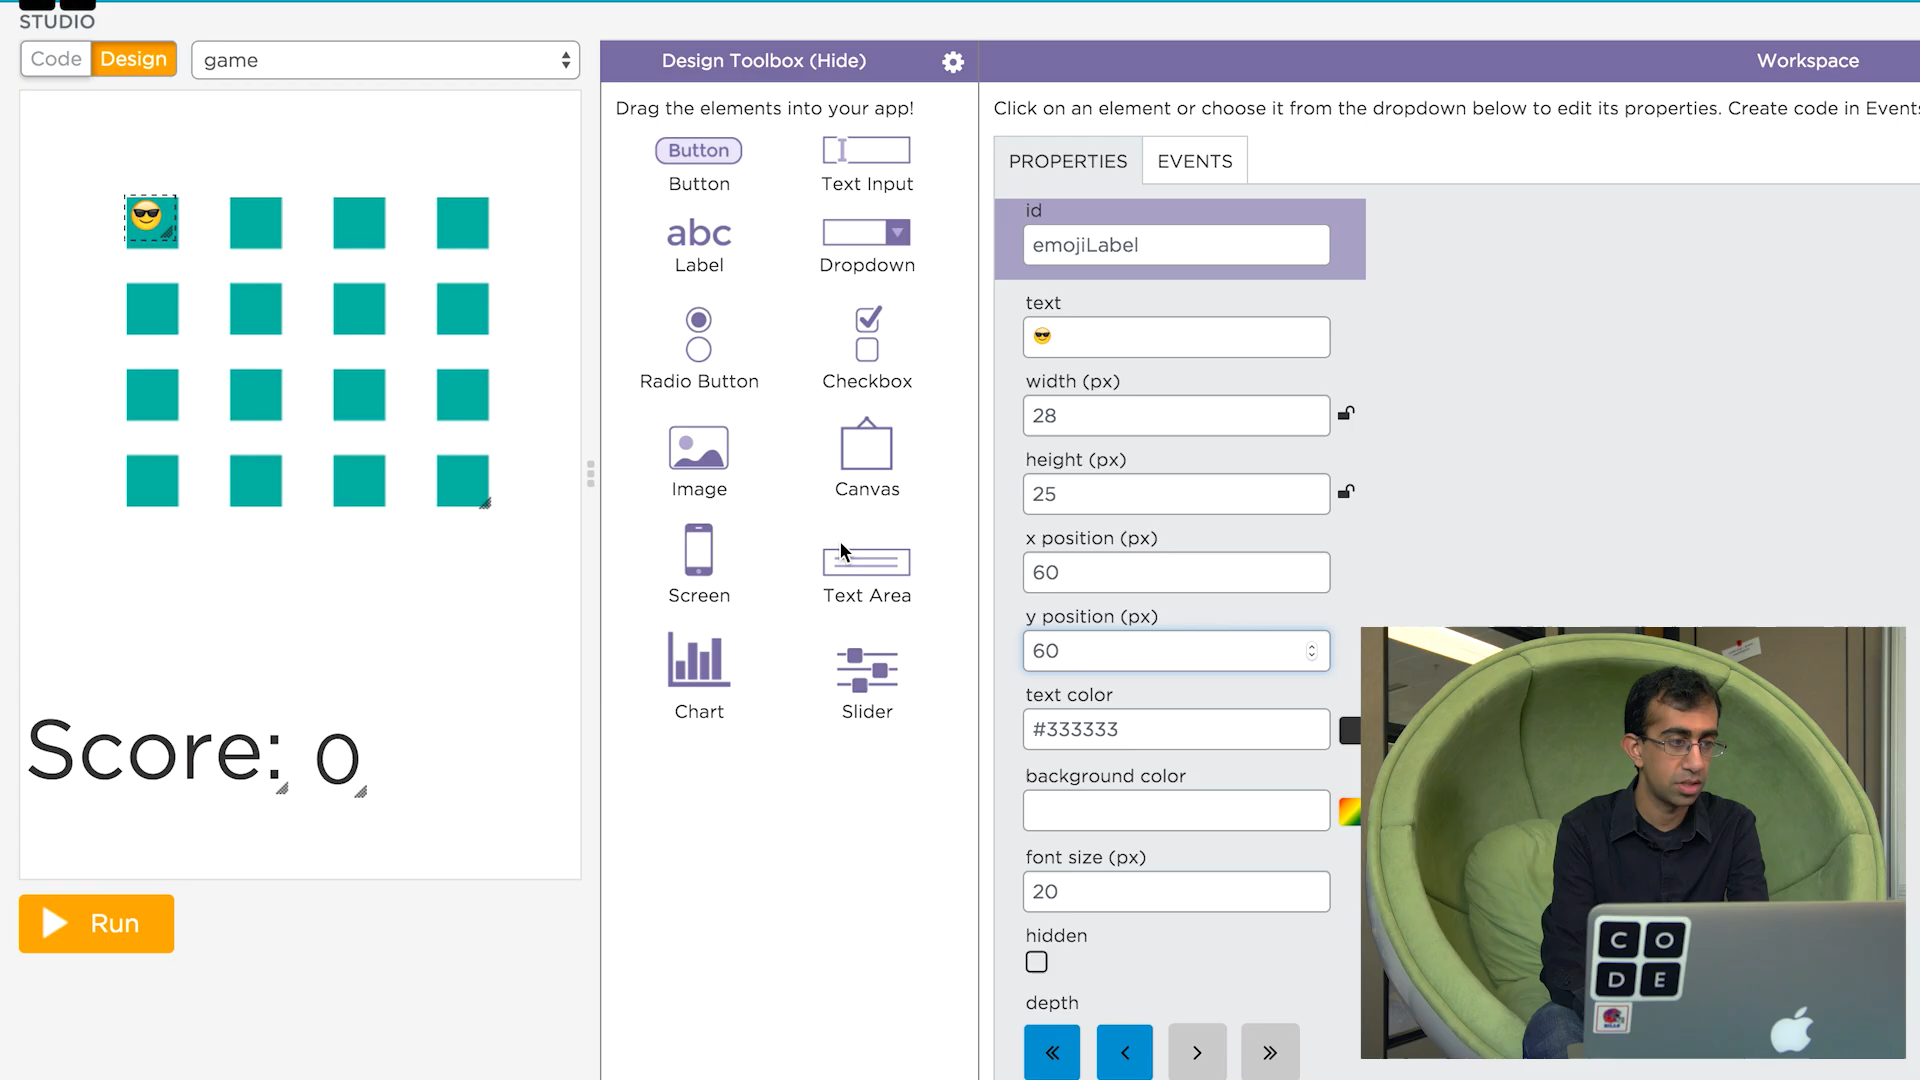 STUDIO
Code Design game
Design Toolbox (Hide) Workspace
Drag the elements into your app!
Button
Button
Text Input
abc
Label
Dropdown
Radio Button
Checkbox
Image
Canvas
Screen
Text Area
Chart
Slider
Click on an element or choose it from the dropdown below to edit its properties. Create code in Events
PROPERTIES EVENTS
id
emojiLabel
text
😎
width (px)
28
height (px)
25
x position (px)
60
y position (px)
60
text color
#333333
background color
font size (px)
20
hidden
depth
Score: 0
Run
C O
D E